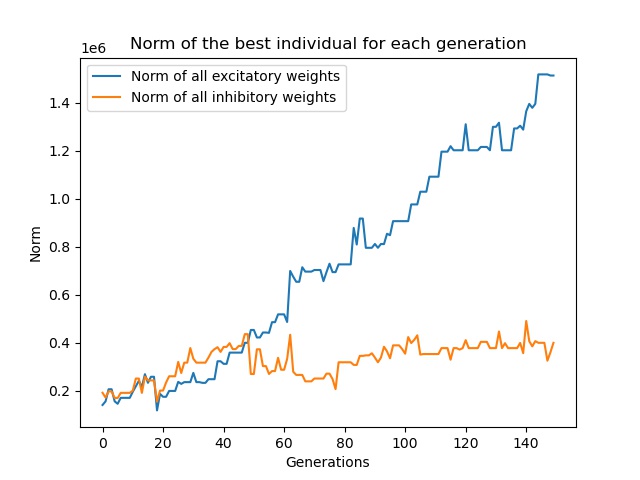 Norm of the best individual for each generation
1e6
Norm of all excitatory weights
Norm of all inhibitory weights
1.4
1.2
1.0
0.8
0.6
0.4
0.2
Norm
0 20 40 60 80 100 120 140
Generations